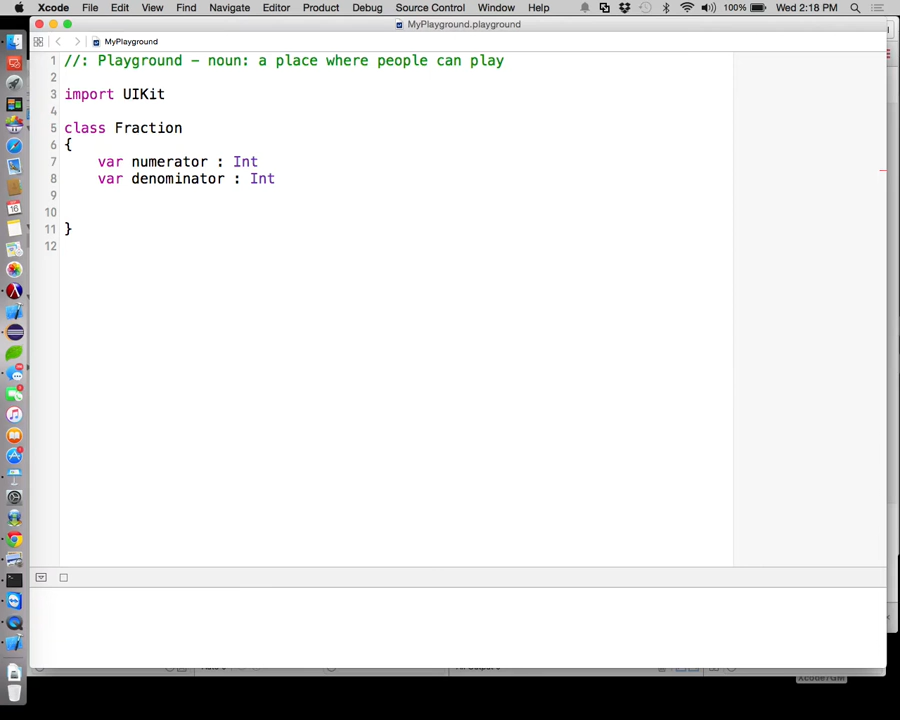 Xcode File Edit View Find Navigate Editor Product Debug Source Control Window Help 100% Wed 2:18 PM
MyPlayground.playground
MyPlayground
1 //: Playground - noun: a place where people can play
2
3 import UIKit
4
5 class Fraction
6 {
7 var numerator : Int
8 var denominator : Int
9
10
11 }
12